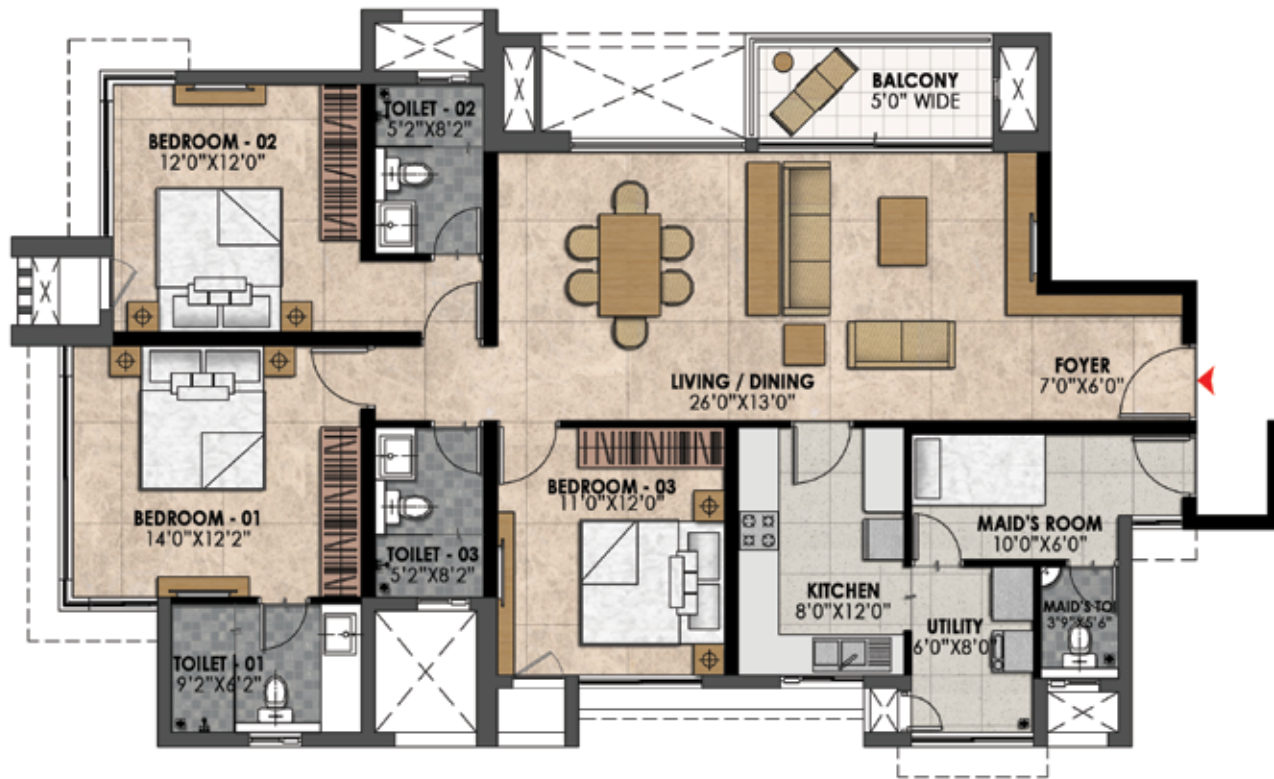 BALCONY
5'0" WIDE
TOILET - 02
5'2"X8'2"
BEDROOM - 02
12'0"X12'0"
LIVING / DINING
26'0"X13'0"
FOYER
7'0"X6'0"
BEDROOM - 03
11'0"X12'0"
BEDROOM - 01
14'0"X12'2"
MAID'S ROOM
10'0"X6'0"
TOILET - 03
5'2"X8'2"
KITCHEN
8'0"X12'0"
MAID'S TOI
3'9"X5'6"
UTILITY
6'0"X8'0"
TOILET - 01
9'2"X6'2"